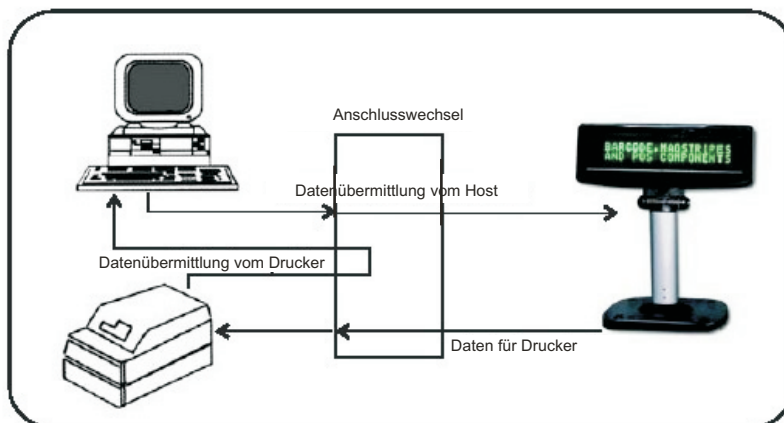 Anschlusswechsel
BARCODE,MAGSTRIPES
AND POS COMPONENTS
Datenübermittlung vom Host
Datenübermittlung vom Drucker
Daten für Drucker